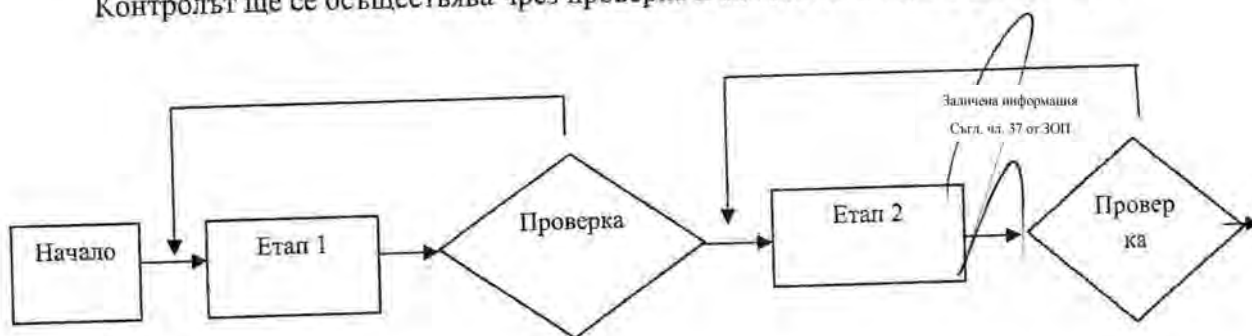 Контролът ще се осъществява чрез проверка
Заличена информация
Съгл. чл. 37 от ЗОП
Начало
Етап 1
Проверка
Етап 2
Провер
ка